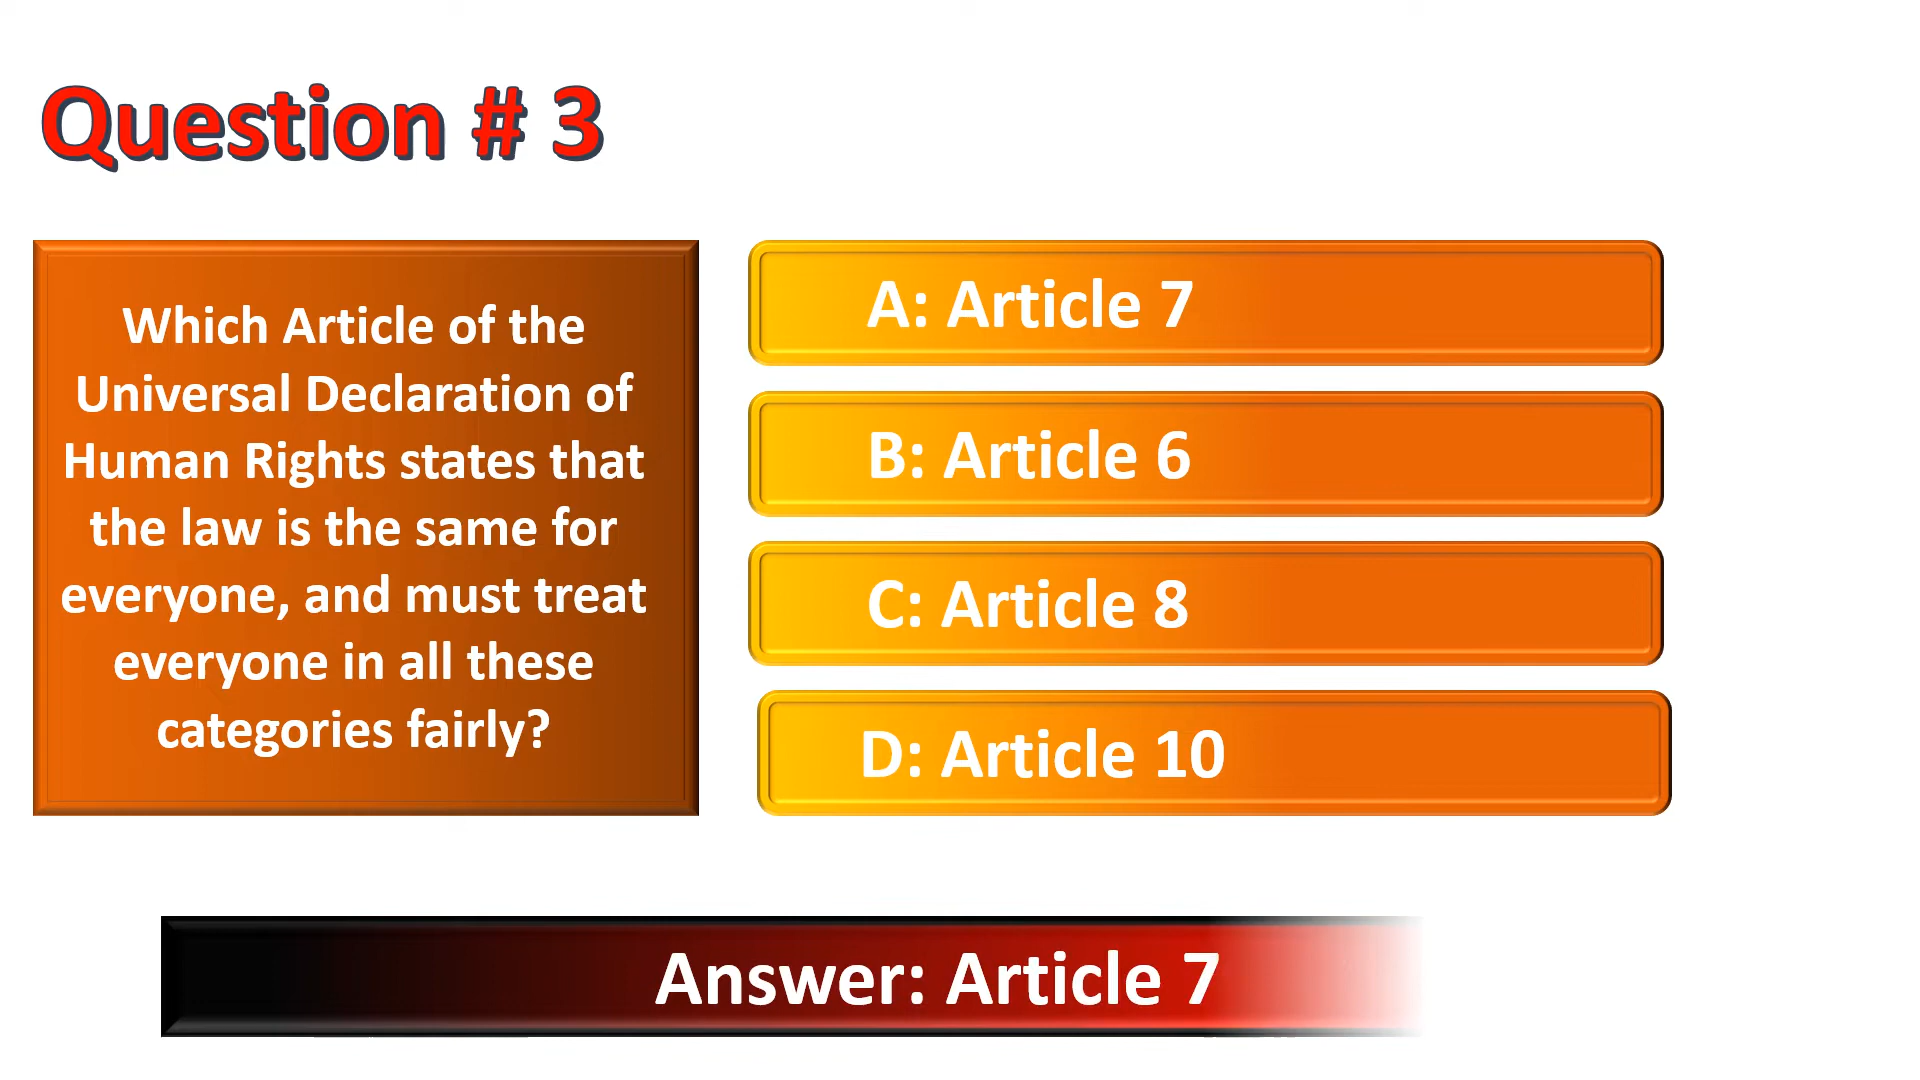 Question # 3
Which Article of the
Universal Declaration of
Human Rights states that
the law is the same for
everyone, and must treat
everyone in all these
categories fairly?
A: Article 7
B: Article 6
C: Article 8
D: Article 10
Answer: Article 7